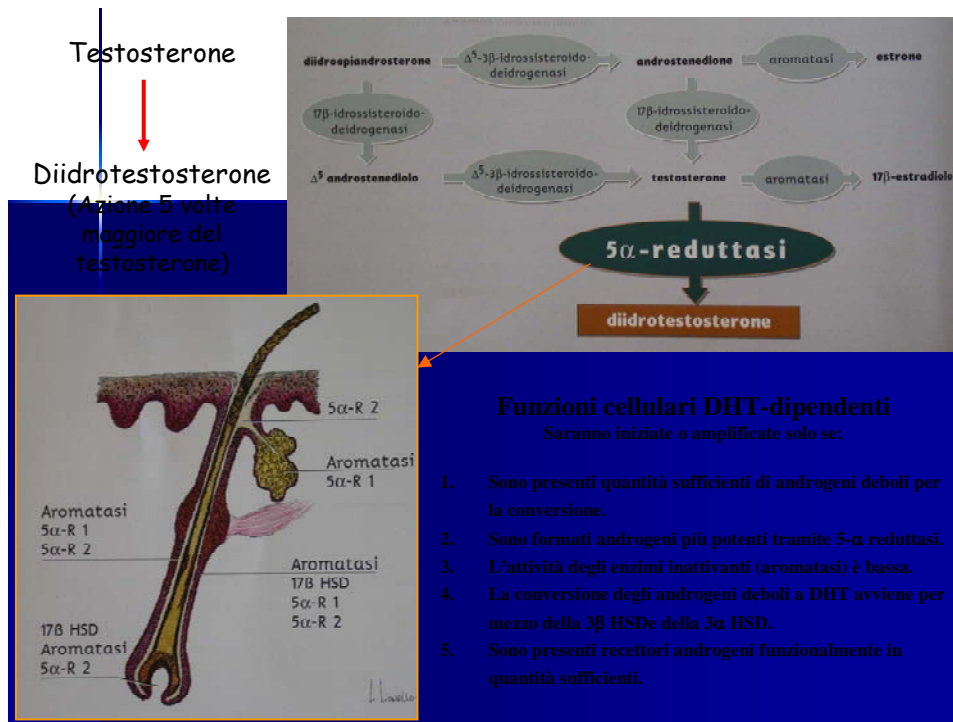 Testosterone
Diidrotestosterone
(Azione 5 volte
maggiore del
testosterone)
diidroepiandrosterone
Δ⁵-3β-idrossisteroido-
deidrogenasi
androstenedione
aromatasi
estrone
17β-idrossisteroido-
deidrogenasi
17β-idrossisteroido-
deidrogenasi
Δ⁵ androstenediolo
Δ⁵-3β-idrossisteroido-
deidrogenasi
testosterone
aromatasi
17β-estradiolo
5α-reduttasi
diidrotestosterone
5α-R 2
Aromatasi
5α-R 1
Aromatasi
5α-R 1
5α-R 2
Aromatasi
17β HSD
5α-R 1
5α-R 2
17β HSD
Aromatasi
5α-R 2
Funzioni cellulari DHT-dipendenti
Saranno iniziate o amplificate solo se:
1. Sono presenti quantità sufficienti di androgeni deboli per
la conversione.
2. Sono formati androgeni pià potenti tramite 5-α reduttasi.
3. L'attività degli enzimi inattivanti (aromatasi) è bassa.
4. La conversione degli androgeni deboli a DHT avviene per
mezzo della 3β HSDe della 3α HSD.
5. Sono presenti recettori androgeni funzionalmente in
quantità sufficienti.